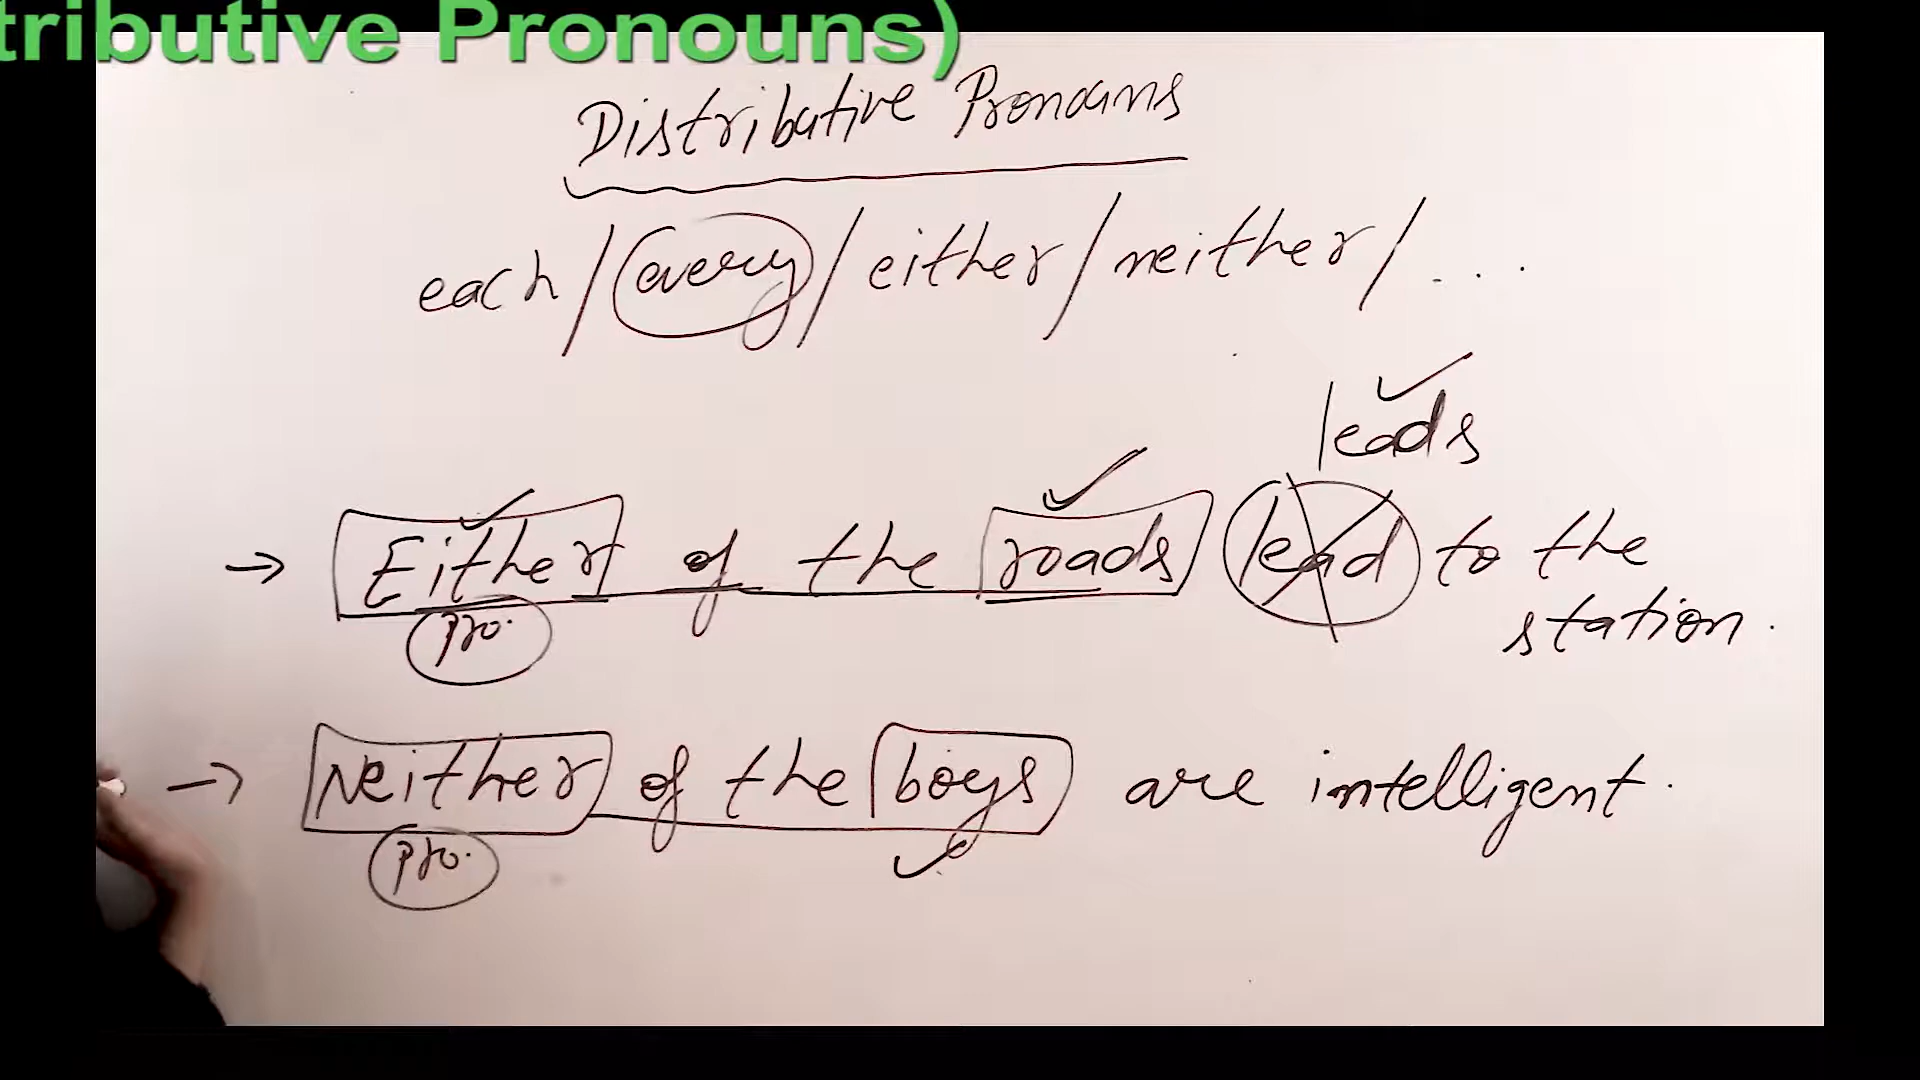 tributive Pronouns)
Distributive Pronouns
each / every / either / neither / ...
leads
→ Either of the roads lead to the
station.
pro.
→ Neither of the boys are intelligent.
pro.